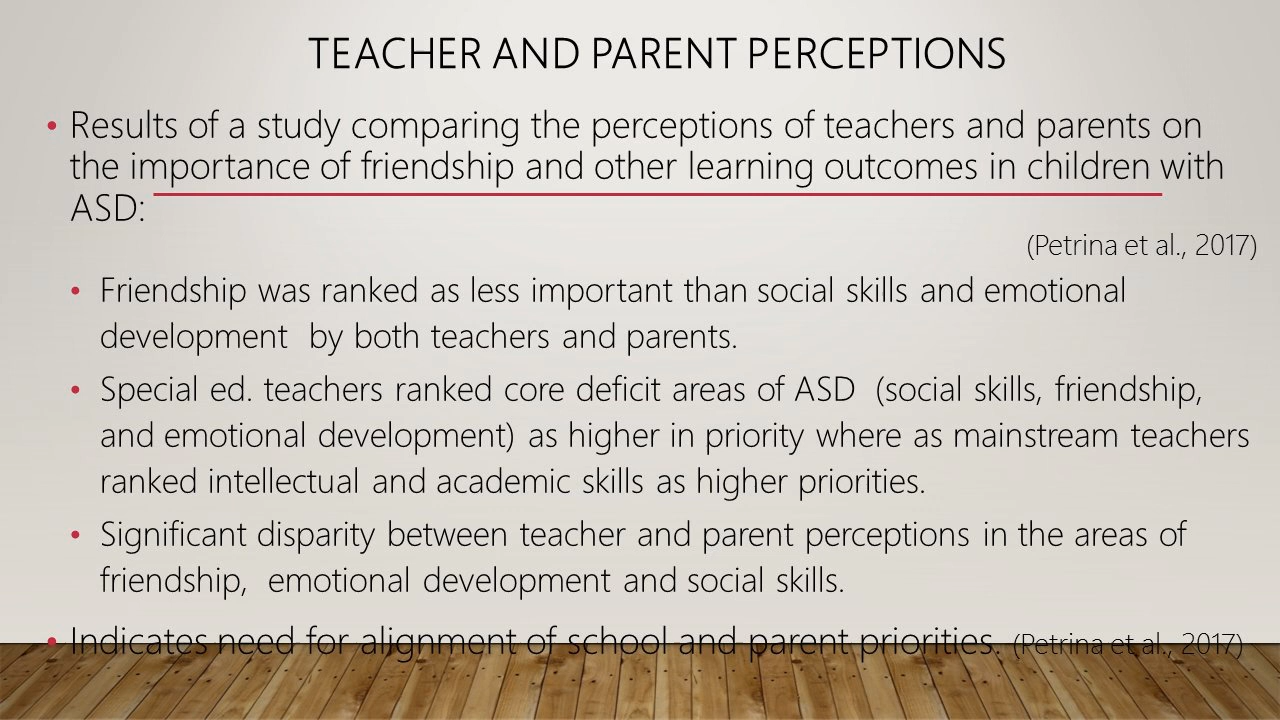 TEACHER AND PARENT PERCEPTIONS
• Results of a study comparing the perceptions of teachers and parents on
the importance of friendship and other learning outcomes in children with
ASD:
(Petrina et al., 2017)
• Friendship was ranked as less important than social skills and emotional
development by both teachers and parents.
• Special ed. teachers ranked core deficit areas of ASD (social skills, friendship,
and emotional development) as higher in priority where as mainstream teachers
ranked intellectual and academic skills as higher priorities.
• Significant disparity between teacher and parent perceptions in the areas of
friendship, emotional development and social skills.
• Indicates need for alignment of school and parent priorities. (Petrina et al., 2017)